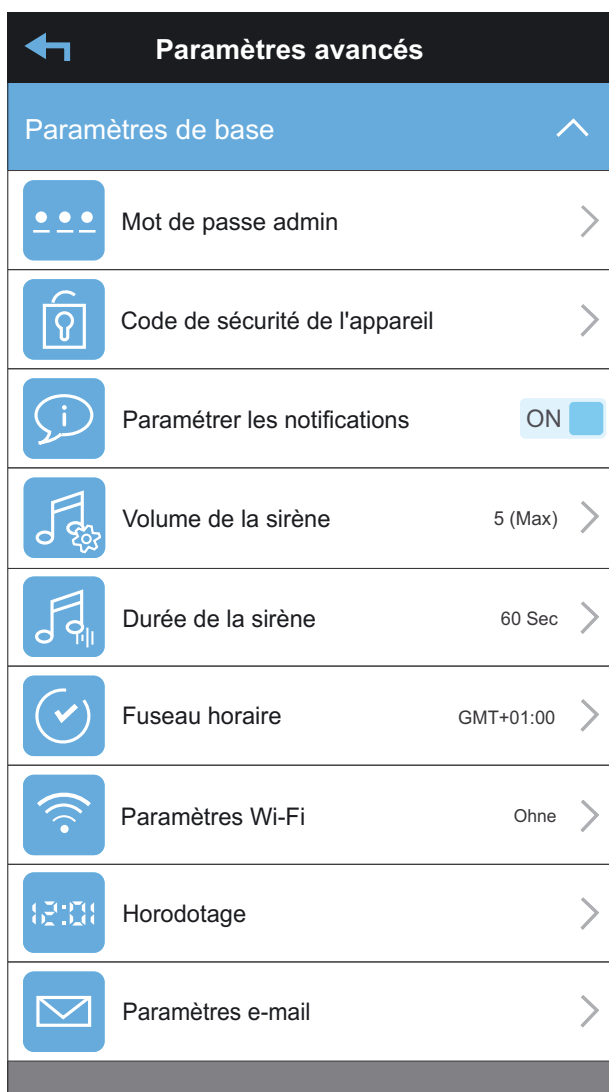 Paramètres avancés
Paramètres de base
Mot de passe admin
Code de sécurité de l'appareil
Paramétrer les notifications ON
Volume de la sirène 5 (Max)
Durée de la sirène 60 Sec
Fuseau horaire GMT+01:00
Paramètres Wi-Fi Ohne
12:01 Horodotage
Paramètres e-mail